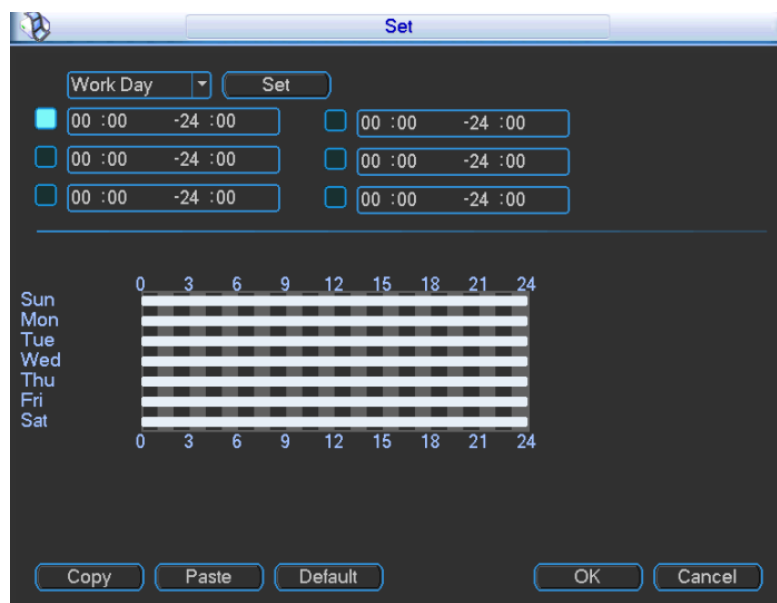 Set
Work Day Set
00 :00 -24 :00 00 :00 -24 :00
00 :00 -24 :00 00 :00 -24 :00
00 :00 -24 :00 00 :00 -24 :00
0 3 6 9 12 15 18 21 24
Sun
Mon
Tue
Wed
Thu
Fri
Sat
0 3 6 9 12 15 18 21 24
Copy Paste Default OK Cancel